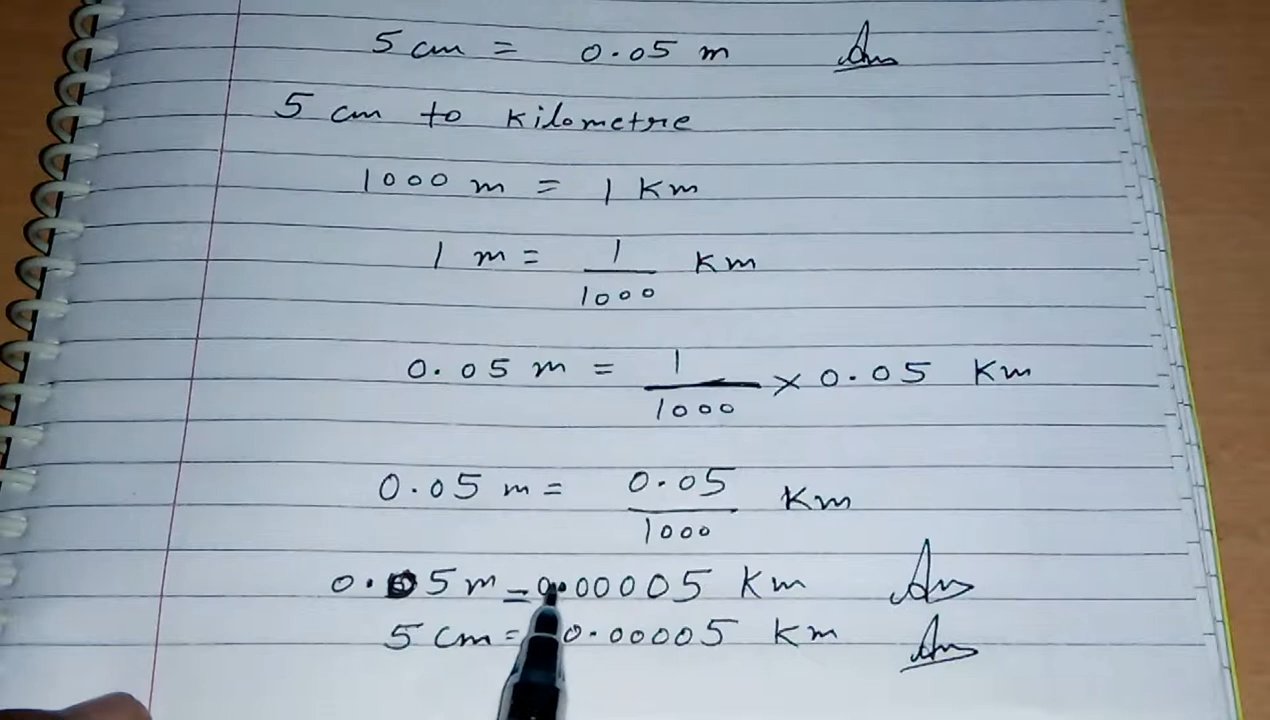 5 cm = 0.05 m Ans
5 cm to kilometre
1000 m = 1 Km
1 m = 1/1000 Km
0.05 m = 1/1000 × 0.05 Km
0.05 m = 0.05/1000 Km
0.05 m = 0.00005 Km Ans
5 cm = 0.00005 Km Ans